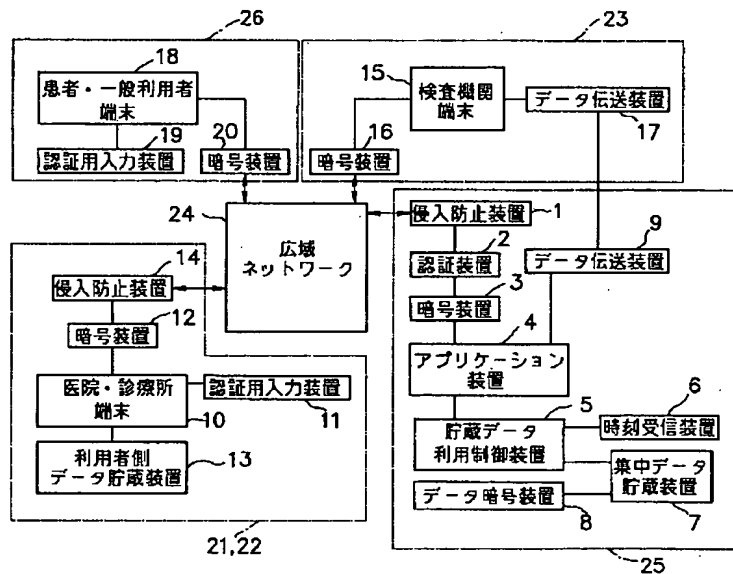 26
18
患者・一般利用者
端末
19
認証用入力装置
20
暗号装置
23
15
検査機関
端末
データ伝送装置
17
16
暗号装置
24
広域
ネットワーク
侵入防止装置
1
2
認証装置
3
暗号装置
9
データ伝送装置
4
アプリケーション
装置
5
貯蔵データ
利用制御装置
6
時刻受信装置
集中データ
貯蔵装置
7
データ暗号装置
8
25
14
侵入防止装置
12
暗号装置
医院・診療所
端末
10
認証用入力装置
11
利用者側
データ貯蔵装置
13
21,22